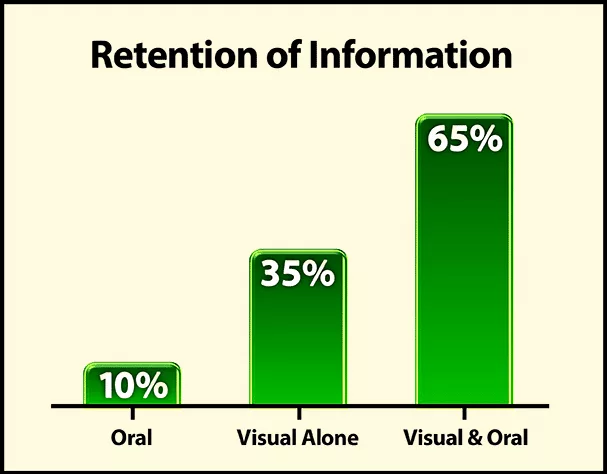 Retention of Information
65%
35%
10%
Oral
Visual Alone
Visual & Oral